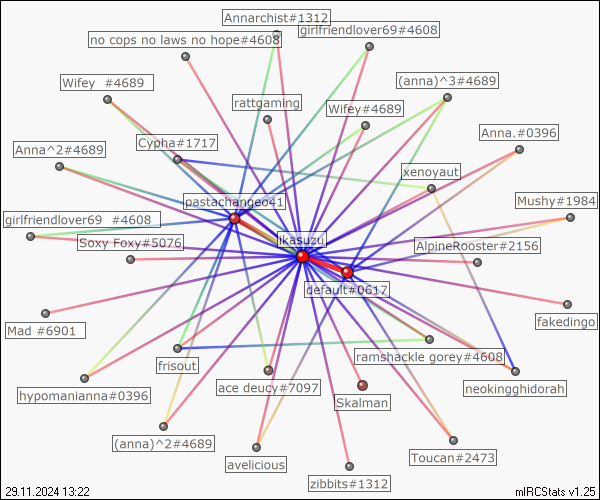 Annarchist#1312
girlfriendlover69#4608
no cops no laws no hope#4608
Wifey  #4689
(anna)^3#4689
rattgaming
Wifey#4689
Anna.#0396
Cypha#1717
Anna^2#4689
xenoyaut
pastachangeo41
Mushy#1984
girlfriendlover69  #4608
Soxy Foxy#5076
ikasuzu
AlpineRooster#2156
default#0617
fakedingo
Mad #6901
frisout
ramshackle gorey#4608
hypomanianna#0396
ace deucy#7097
Skalman
neokingghidorah
(anna)^2#4689
avelicious
Toucan#2473
zibbits#1312
29.11.2024 13:22
mIRCStats v1.25